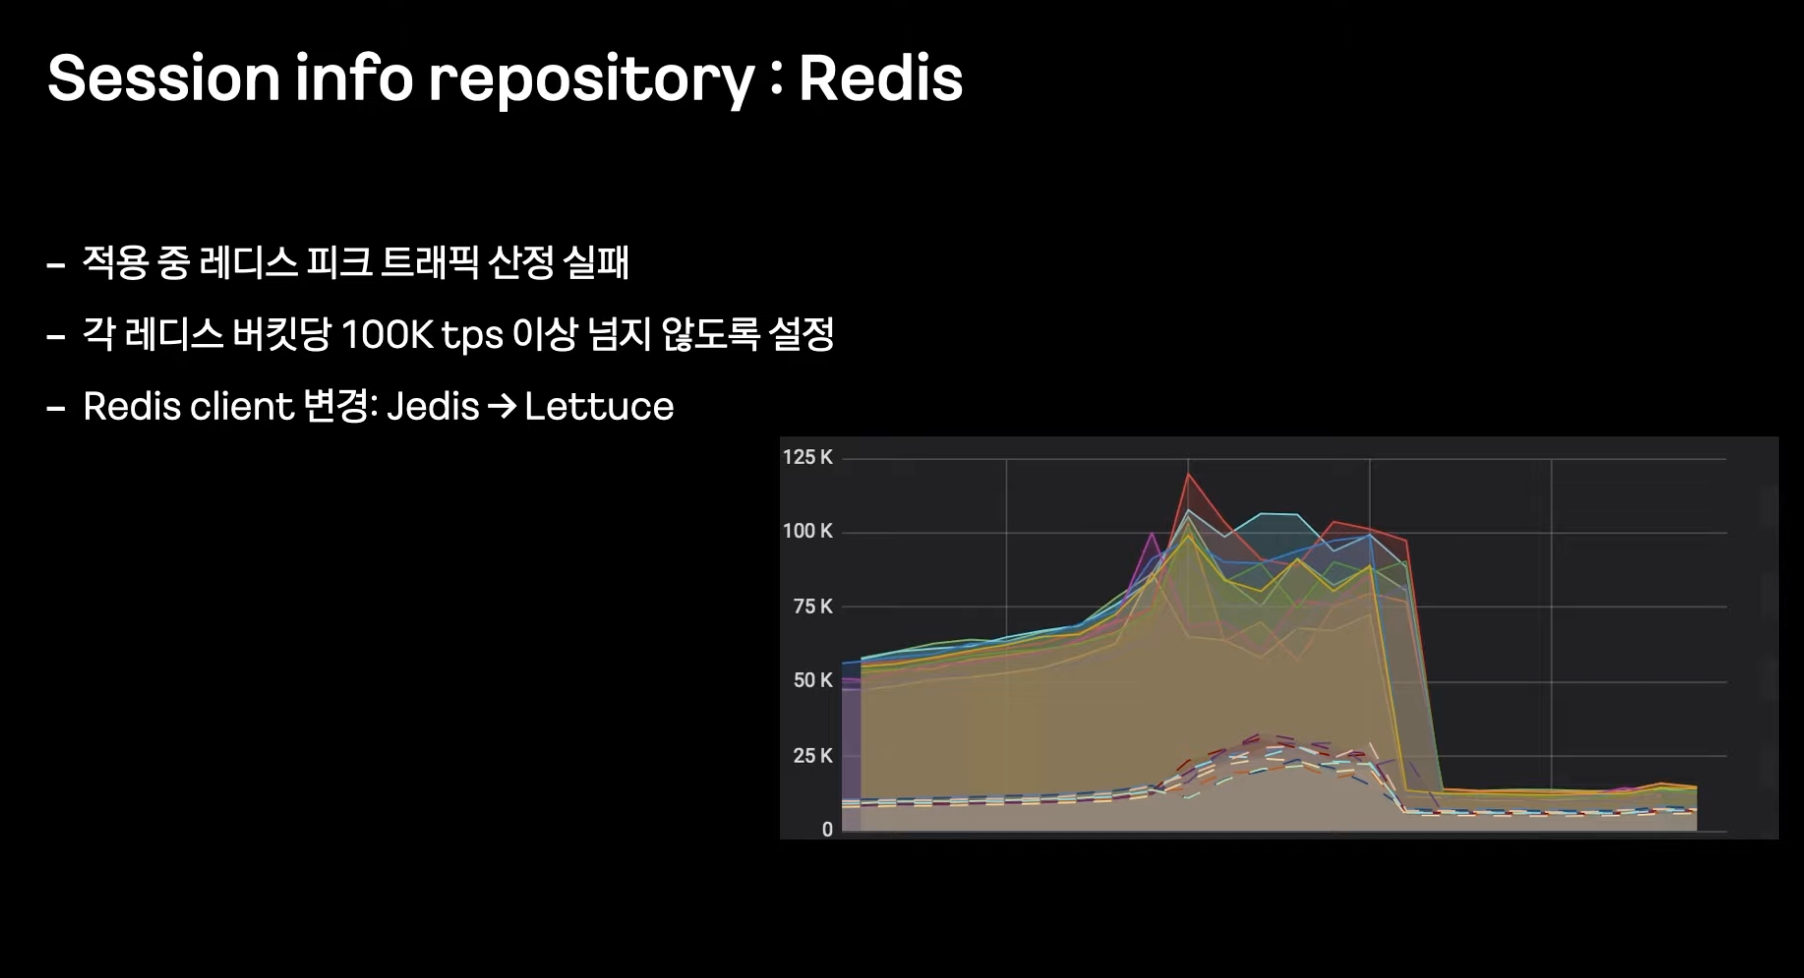 Session info repository : Redis
– 적용 중 레디스 피크 트래픽 산정 실패
– 각 레디스 버킷당 100K tps 이상 넘지 않도록 설정
– Redis client 변경: Jedis → Lettuce
125 K
100 K
75 K
50 K
25 K
0